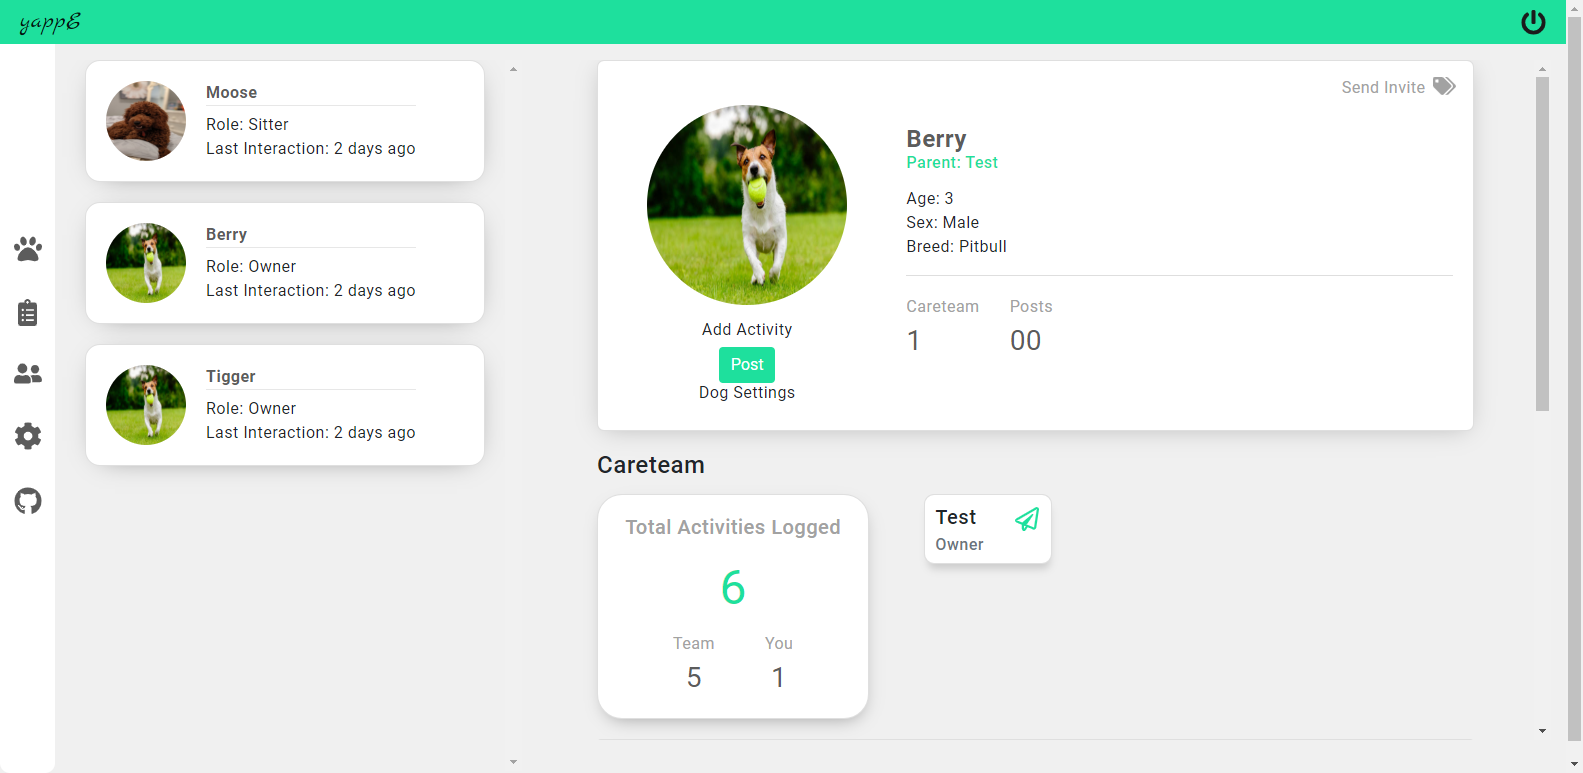 yappE
Moose
Role: Sitter
Last Interaction: 2 days ago
Berry
Role: Owner
Last Interaction: 2 days ago
Tigger
Role: Owner
Last Interaction: 2 days ago
Send Invite
Berry
Parent: Test
Age: 3
Sex: Male
Breed: Pitbull
Careteam Posts
1 00
Add Activity
Post
Dog Settings
Careteam
Total Activities Logged
6
Team You
5 1
Test
Owner